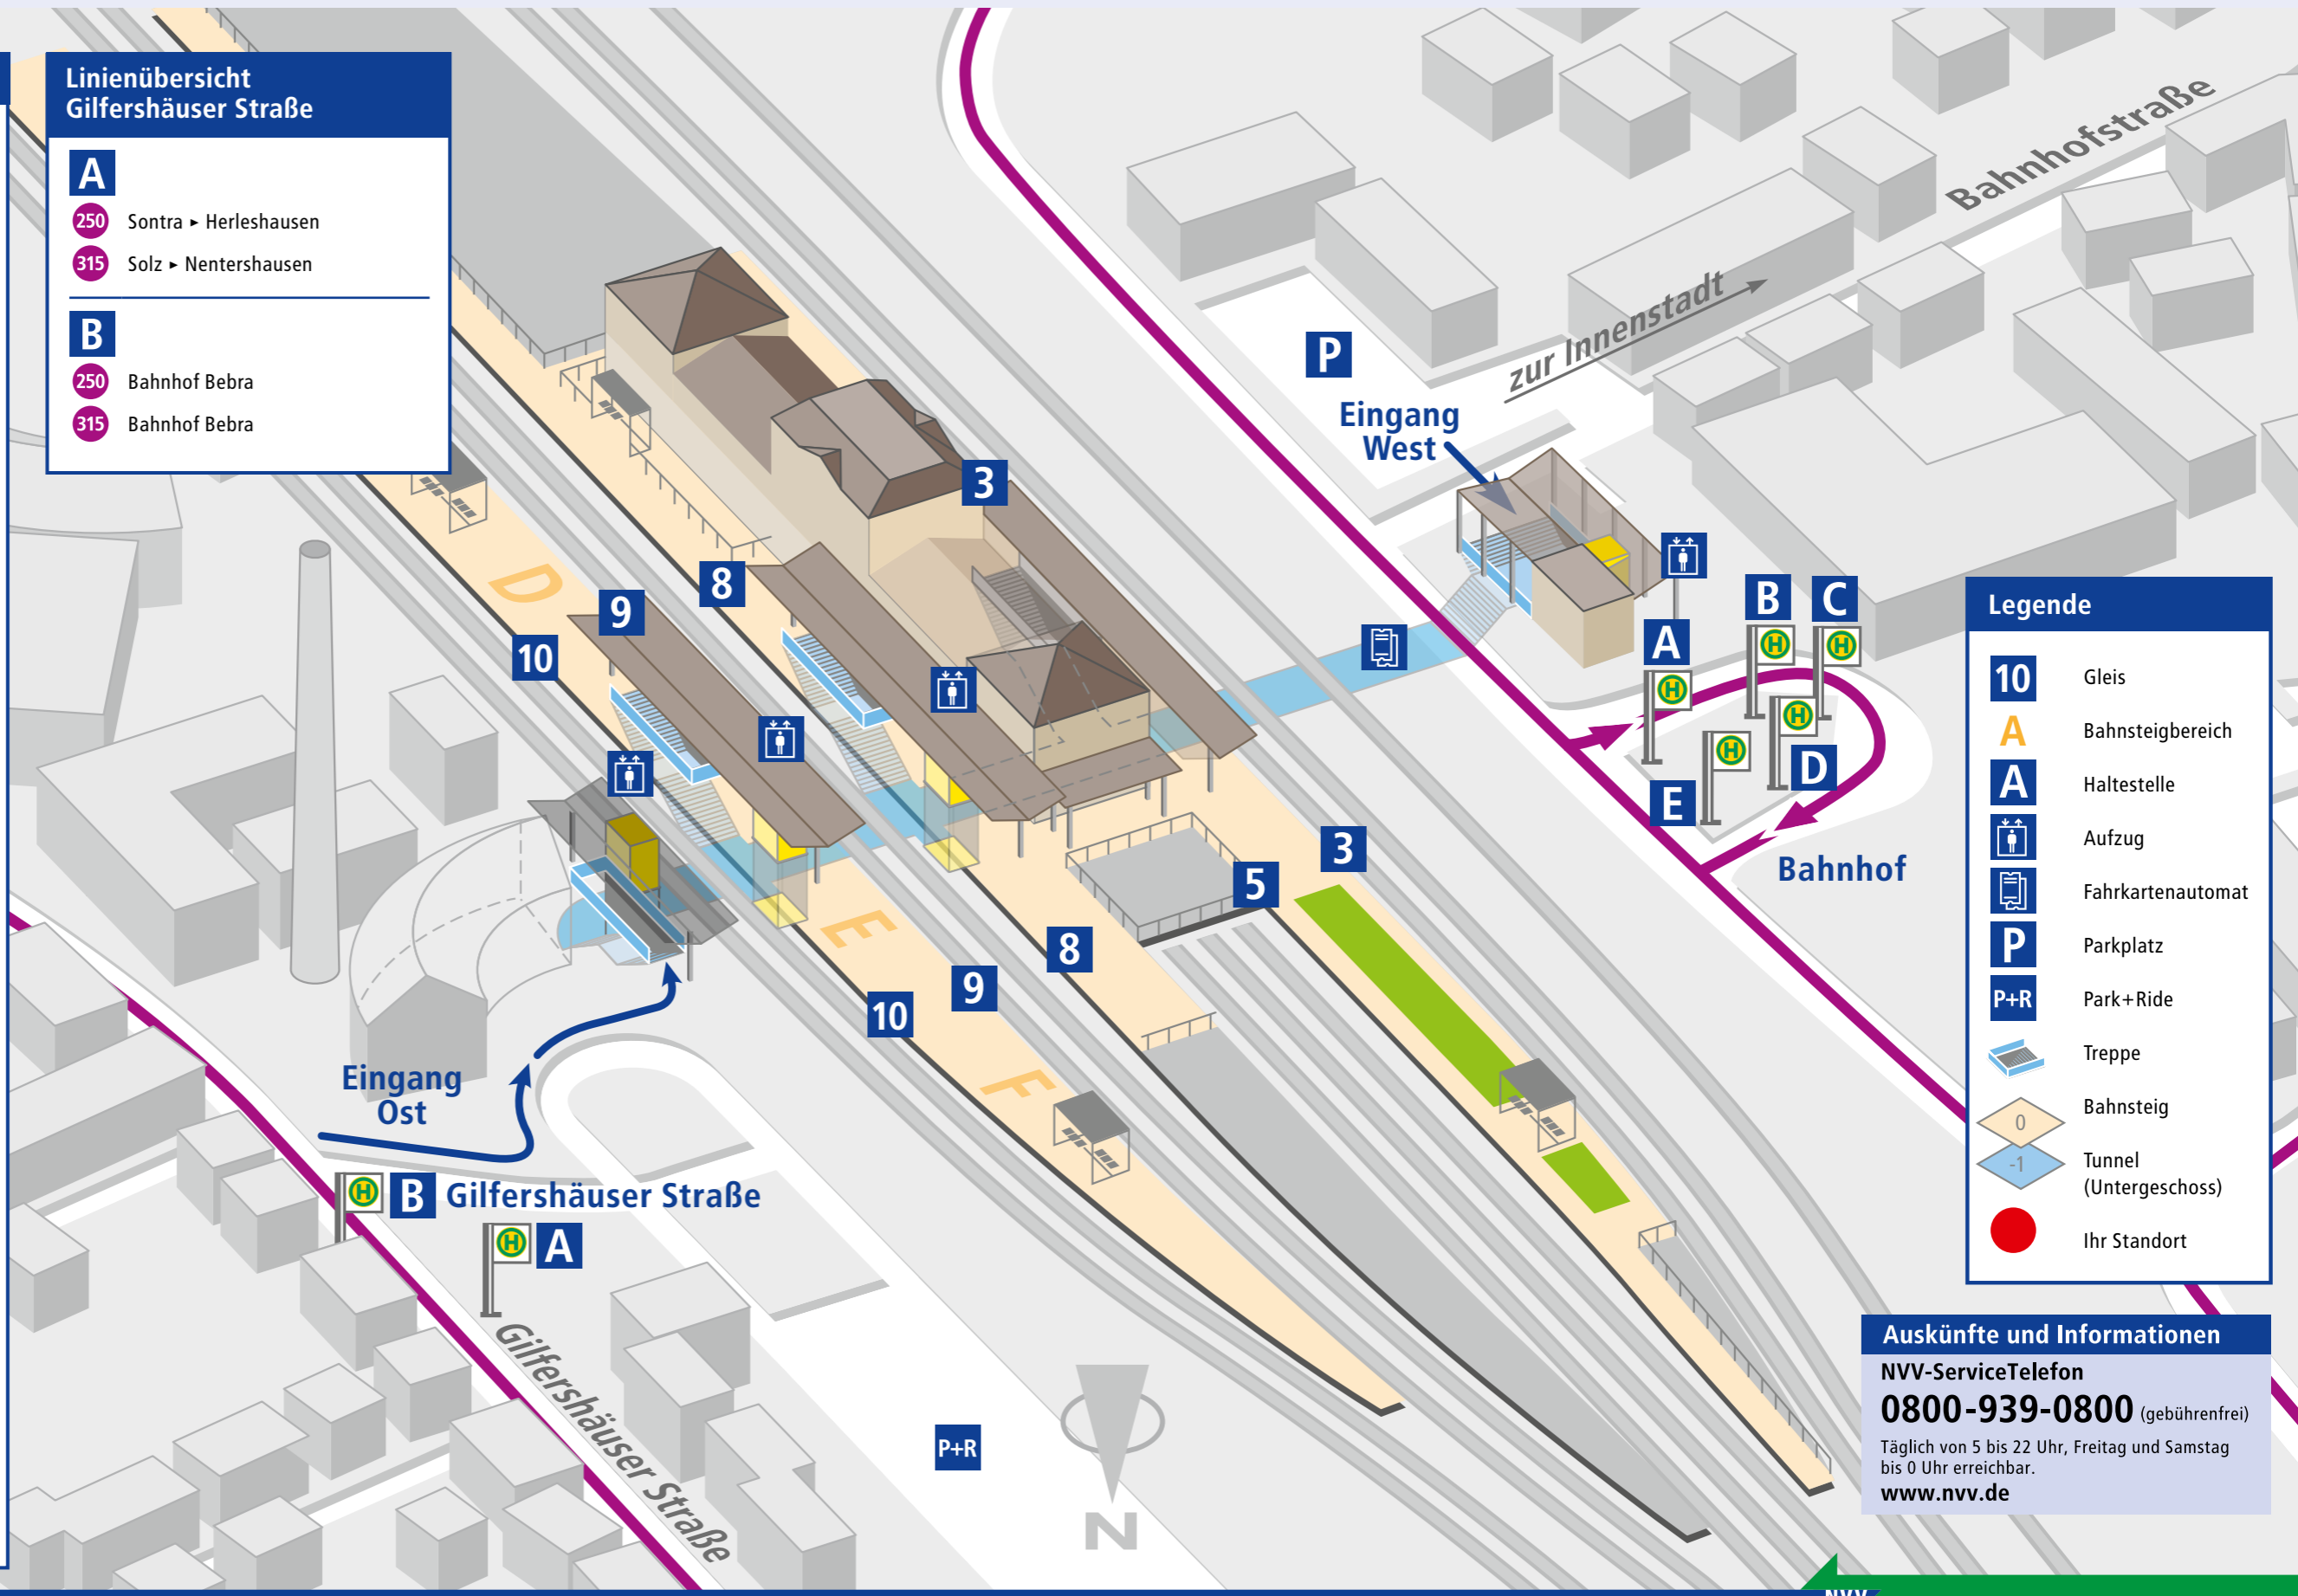 Linienübersicht
Gilfershäuser Straße
A
250 Sontra ▸ Herleshausen
315 Solz ▸ Nentershausen
B
250 Bahnhof Bebra
315 Bahnhof Bebra
Bahnhofstraße
zur Innenstadt
P
Eingang
West
3
8
9
10
D
A
B
C
H
H
H
H
H
D
E
Bahnhof
3
5
8
9
10
E
F
Eingang
Ost
H B Gilfershäuser Straße
H A
Gilfershäuser Straße
P+R
N
Legende
10 Gleis
A Bahnsteigbereich
A Haltestelle
Aufzug
Fahrkartenautomat
P Parkplatz
P+R Park+Ride
Treppe
0 Bahnsteig
-1 Tunnel
(Untergeschoss)
Ihr Standort
Auskünfte und Informationen
NVV-ServiceTelefon
0800-939-0800 (gebührenfrei)
Täglich von 5 bis 22 Uhr, Freitag und Samstag
bis 0 Uhr erreichbar.
www.nvv.de
NVV